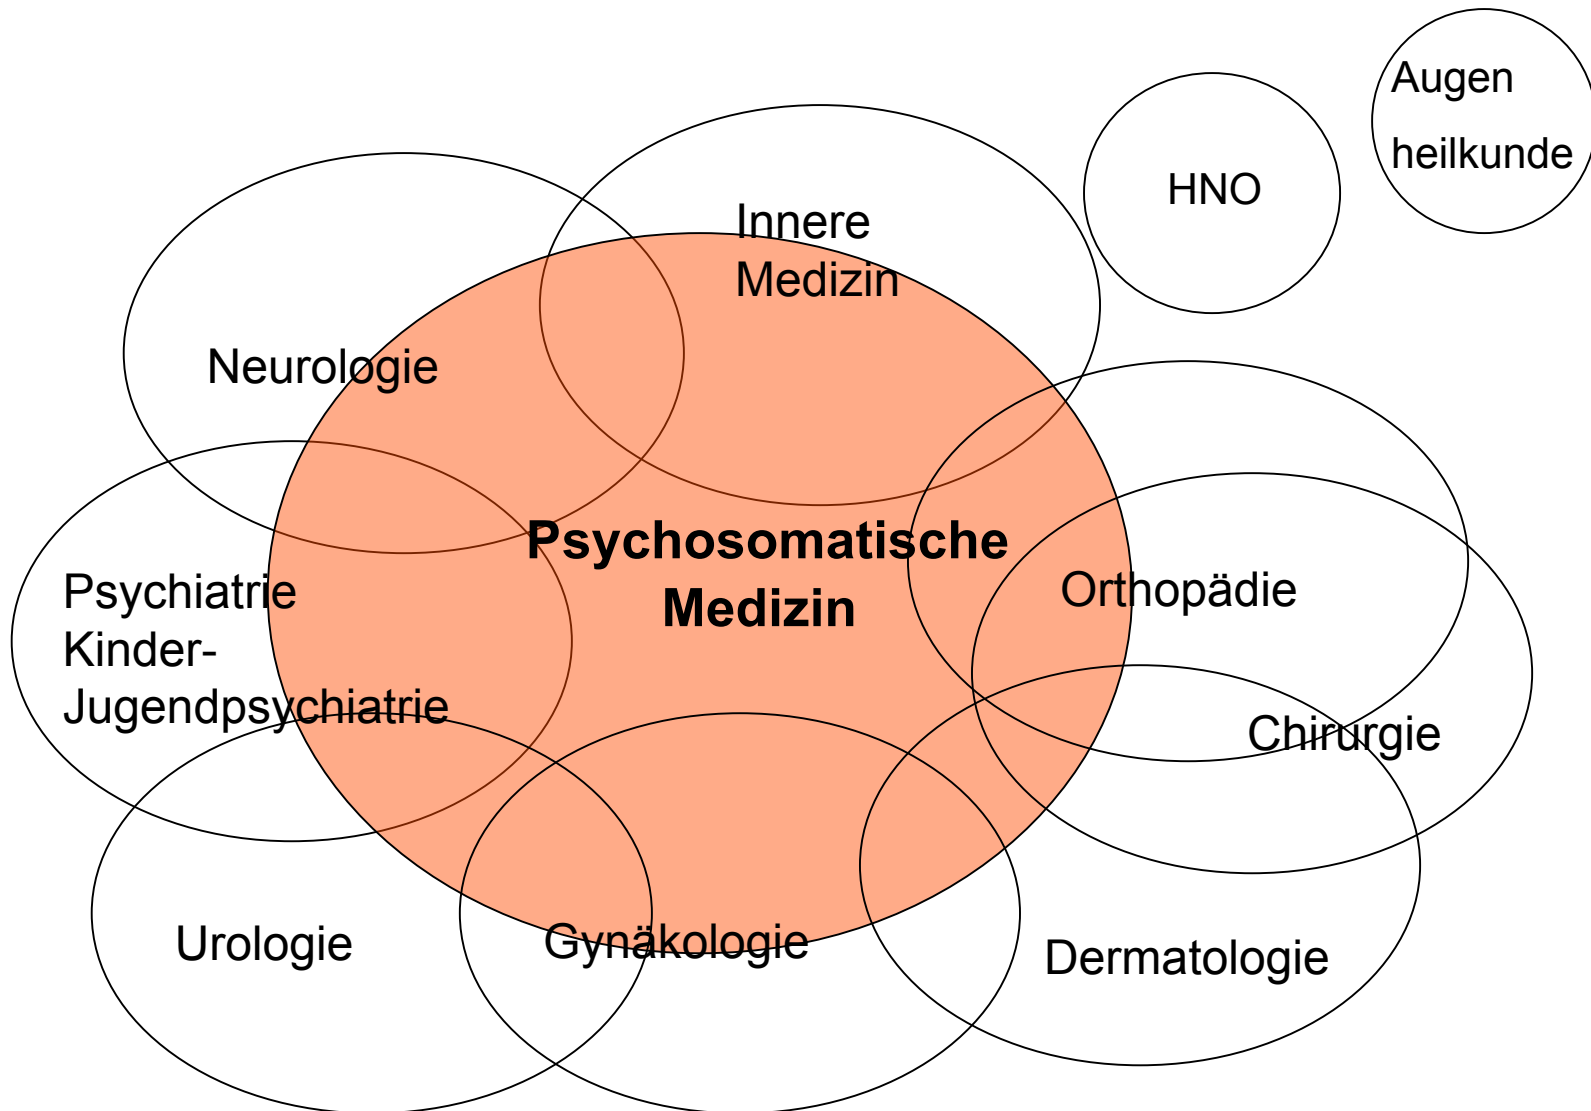 Augen
heilkunde
HNO
Innere
Medizin
Neurologie
Psychosomatische
Medizin
Psychiatrie
Kinder-
Jugendpsychiatrie
Orthopädie
Chirurgie
Urologie
Gynäkologie
Dermatologie